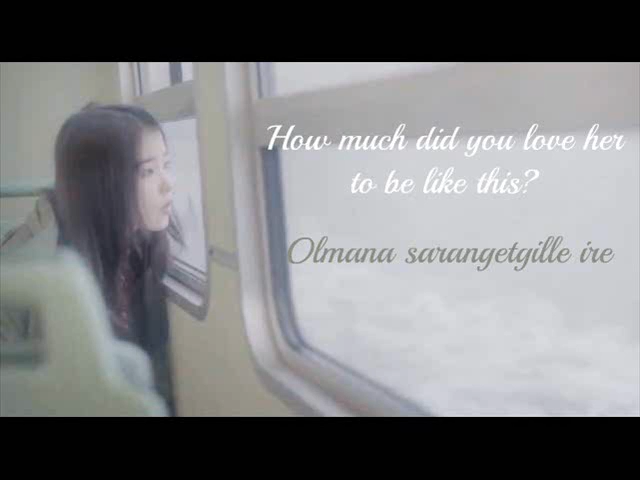 How much did you love her
to be like this?
Olmana sarangetgille ire